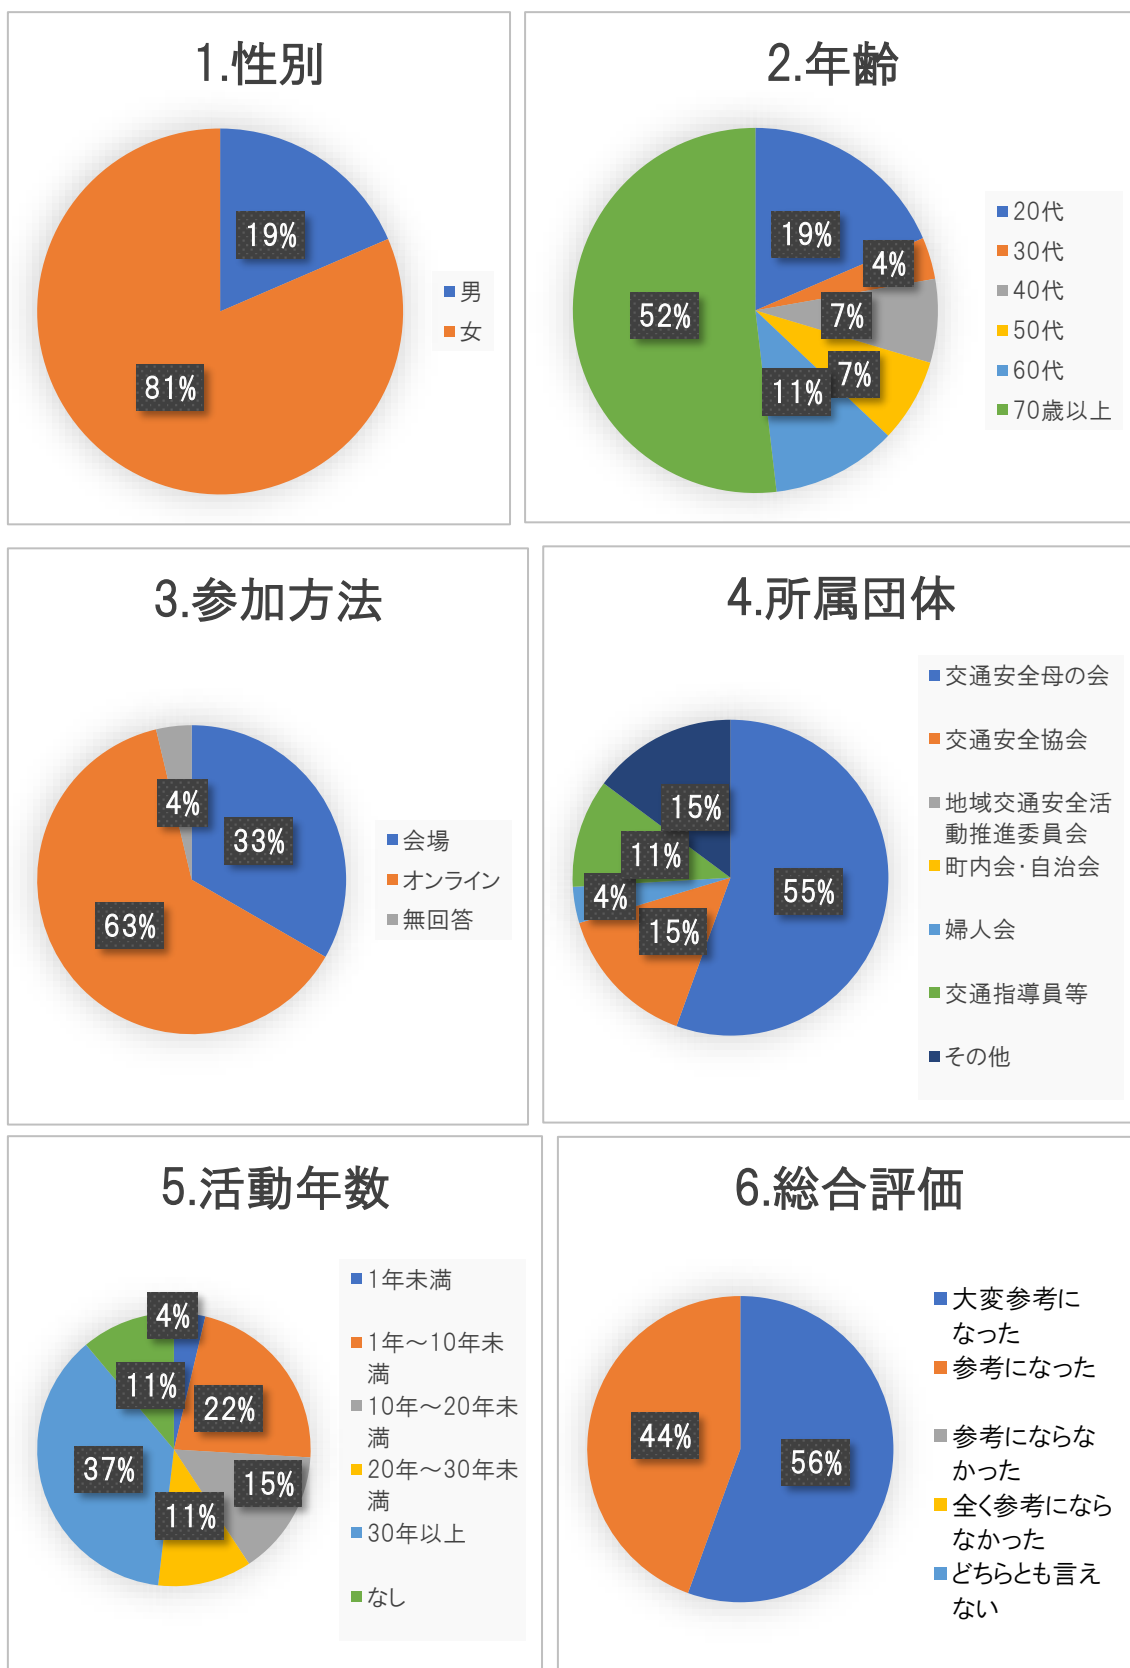 1.性別
19%
81%
男
女
2.年齢
19%
4%
7%
7%
11%
52%
20代
30代
40代
50代
60代
70歳以上
3.参加方法
4%
33%
63%
会場
オンライン
無回答
4.所属団体
15%
11%
4%
15%
55%
交通安全母の会
交通安全協会
地域交通安全活
動推進委員会
町内会・自治会
婦人会
交通指導員等
その他
5.活動年数
4%
11%
22%
37%
15%
11%
1年未満
1年～10年未
満
10年～20年未
満
20年～30年未
満
30年以上
なし
6.総合評価
44%
56%
大変参考に
なった
参考になった
参考にならな
かった
全く参考になら
なかった
どちらとも言え
ない